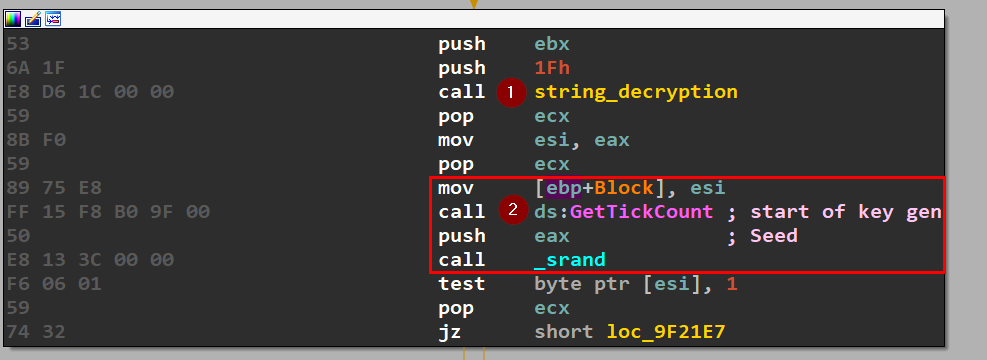 53 push ebx
6A 1F push 1Fh
E8 D6 1C 00 00 call 1 string_decryption
59 pop ecx
8B F0 mov esi, eax
59 pop ecx
89 75 E8 mov [ebp+Block], esi
FF 15 F8 B0 9F 00 call 2 ds:GetTickCount ; start of key gen
50 push eax ; Seed
E8 13 3C 00 00 call _srand
F6 06 01 test byte ptr [esi], 1
59 pop ecx
74 32 jz short loc_9F21E7